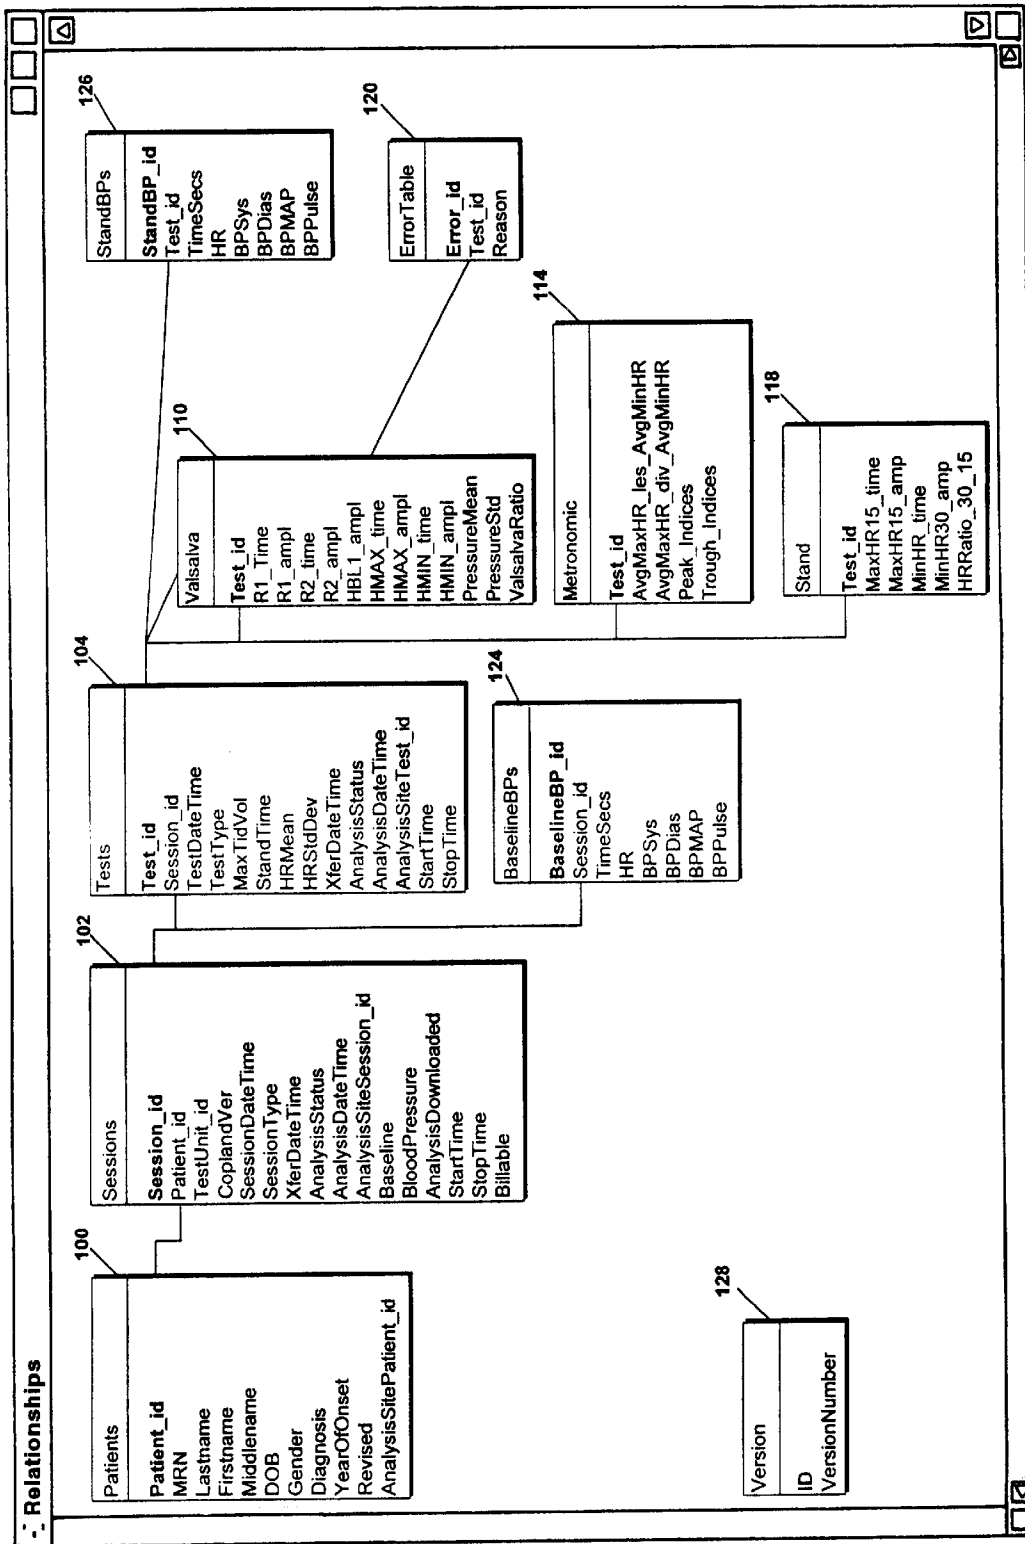 Relationships
100
Patients
Patient_id
MRN
Lastname
Firstname
Middlename
DOB
Gender
Diagnosis
YearOfOnset
Revised
AnalysisSitePatient_id
102
Sessions
Session_id
Patient_id
TestUnit_id
CoplandVer
SessionDateTime
SessionType
XferDateTime
AnalysisStatus
AnalysisDateTime
AnalysisSiteSession_id
Baseline
BloodPressure
AnalysisDownloaded
StartTime
StopTime
Billable
104
Tests
Test_id
Session_id
TestDateTime
TestType
MaxTidVol
StandTime
HRMean
HRStdDev
XferDateTime
AnalysisStatus
AnalysisDateTime
AnalysisSiteTest_id
StartTime
StopTime
110
Valsalva
Test_id
R1_Time
R1_ampl
R2_time
R2_ampl
HBL1_ampl
HMAX_time
HMAX_ampl
HMIN_time
HMIN_ampl
PressureMean
PressureStd
ValsalvaRatio
126
StandBPs
StandBP_id
Test_id
TimeSecs
HR
BPSys
BPDias
BPMAP
BPPulse
120
ErrorTable
Error_id
Test_id
Reason
124
BaselineBPs
BaselineBP_id
Session_id
TimeSecs
HR
BPSys
BPDias
BPMAP
BPPulse
114
Metronomic
Test_id
AvgMaxHR_les_AvgMinHR
AvgMaxHR_div_AvgMinHR
Peak_Indices
Trough_Indices
118
Stand
Test_id
MaxHR15_time
MaxHR15_amp
MinHR_time
MinHR30_amp
HRRatio_30_15
128
Version
ID
VersionNumber